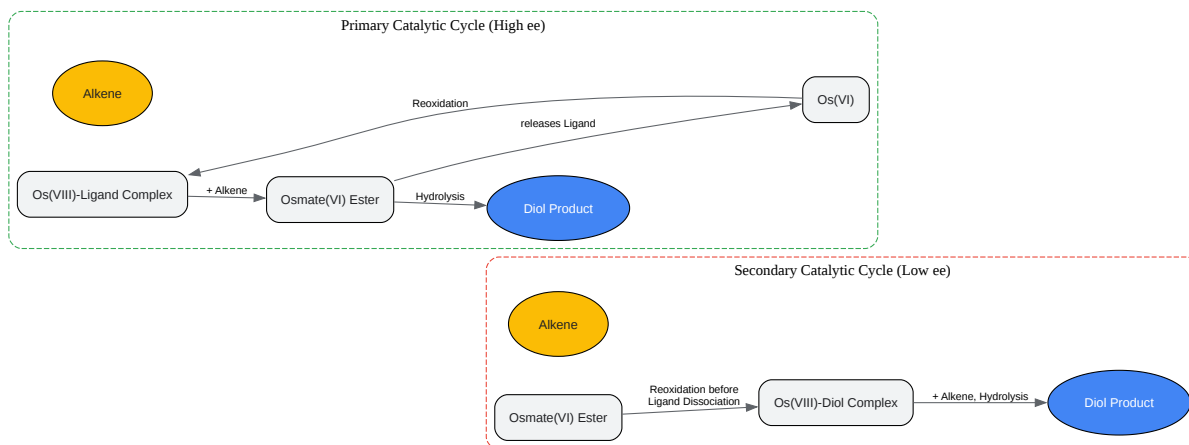 Primary Catalytic Cycle (High ee)
Alkene
Reoxidation
Os(VI)
releases Ligand
Os(VIII)-Ligand Complex
+ Alkene
Osmate(VI) Ester
Hydrolysis
Diol Product
Secondary Catalytic Cycle (Low ee)
Alkene
Osmate(VI) Ester
Reoxidation before
Ligand Dissociation
Os(VIII)-Diol Complex
+ Alkene, Hydrolysis
Diol Product